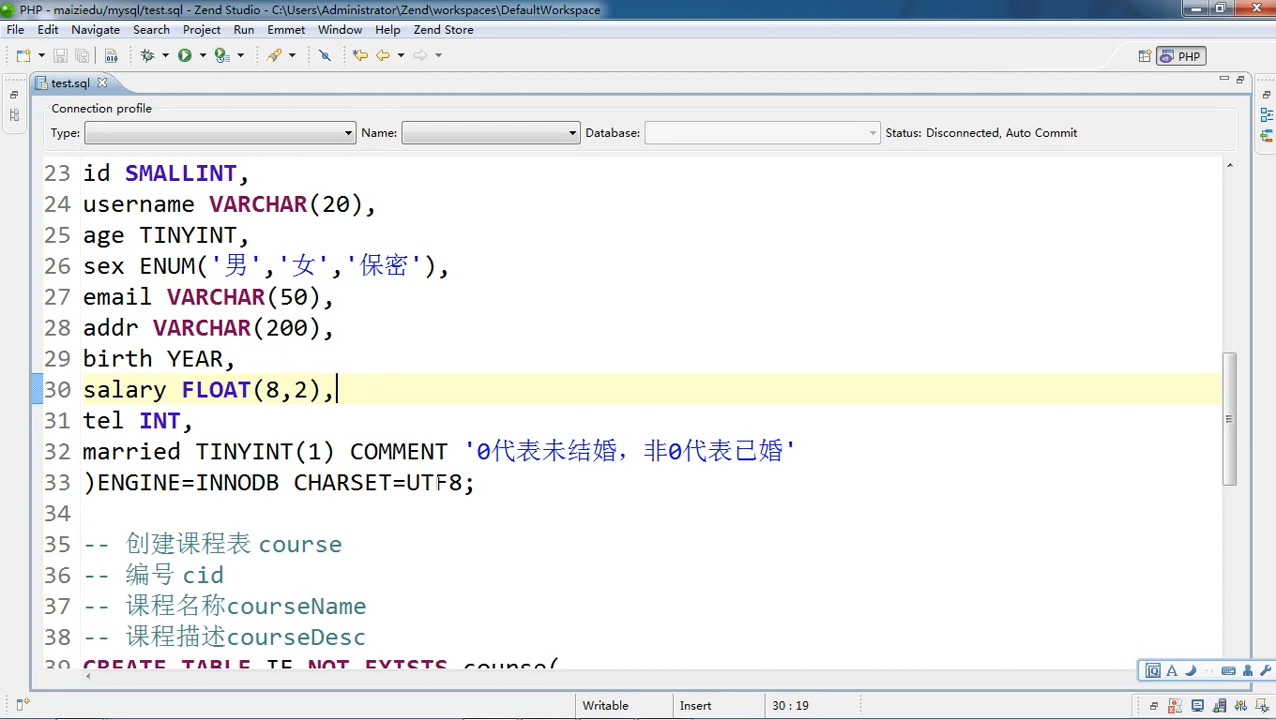 PHP - maiziedu/mysql/test.sql - Zend Studio - C:\Users\Administrator\Zend\workspaces\DefaultWorkspace
File Edit Navigate Search Project Run Emmet Window Help Zend Store
PHP
test.sql
Connection profile
Type: Name: Database: Status: Disconnected, Auto Commit
23 id SMALLINT,
24 username VARCHAR(20),
25 age TINYINT,
26 sex ENUM('男','女','保密'),
27 email VARCHAR(50),
28 addr VARCHAR(200),
29 birth YEAR,
30 salary FLOAT(8,2),
31 tel INT,
32 married TINYINT(1) COMMENT '0代表未结婚，非0代表已婚'
33 )ENGINE=INNODB CHARSET=UTF8;
34
35 -- 创建课程表 course
36 -- 编号 cid
37 -- 课程名称courseName
38 -- 课程描述courseDesc
39 CREATE TABLE IF NOT EXISTS course(
A
Writable Insert 30 : 19